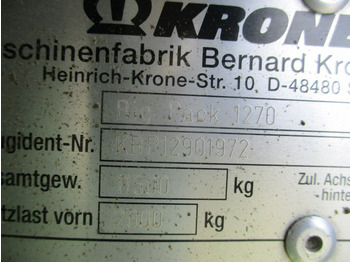 KRONE
schinenfabrik Bernard Kro
Heinrich-Krone-Str. 10, D-48480 S
Big Pack 1270
ugident-Nr.
samtgew. kg Zul. Achs
hinte
tzlast vorn kg